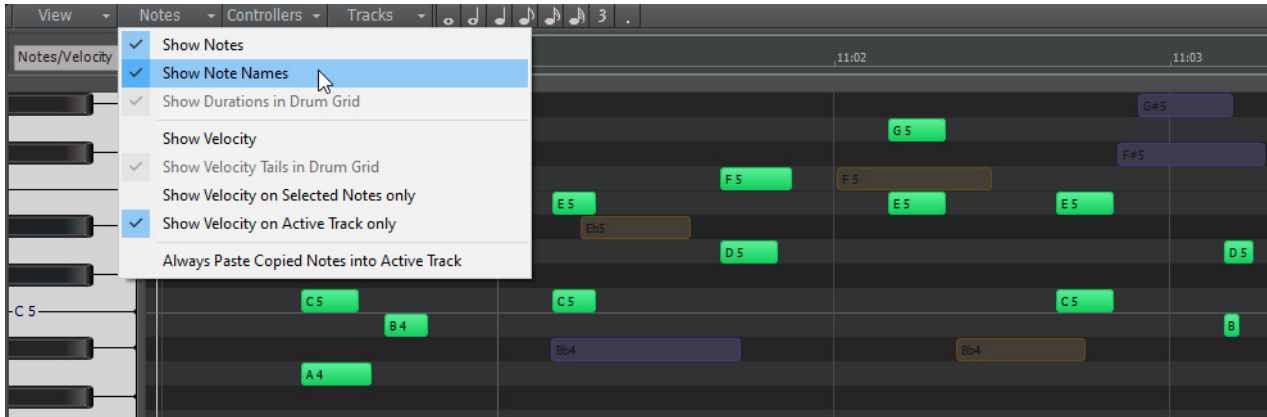 View Notes Controllers Tracks 3 .
Notes/Velocity
11:02 11:03
Show Notes
Show Note Names
Show Durations in Drum Grid
Show Velocity
Show Velocity Tails in Drum Grid
Show Velocity on Selected Notes only
Show Velocity on Active Track only
Always Paste Copied Notes into Active Track
G#5
G 5
F#5
F 5 F 5
E 5 E 5 E 5
Eb5
D 5 D 5
C 5 C 5 C 5 C 5
B 4 B
Bb4 Bb4
A 4